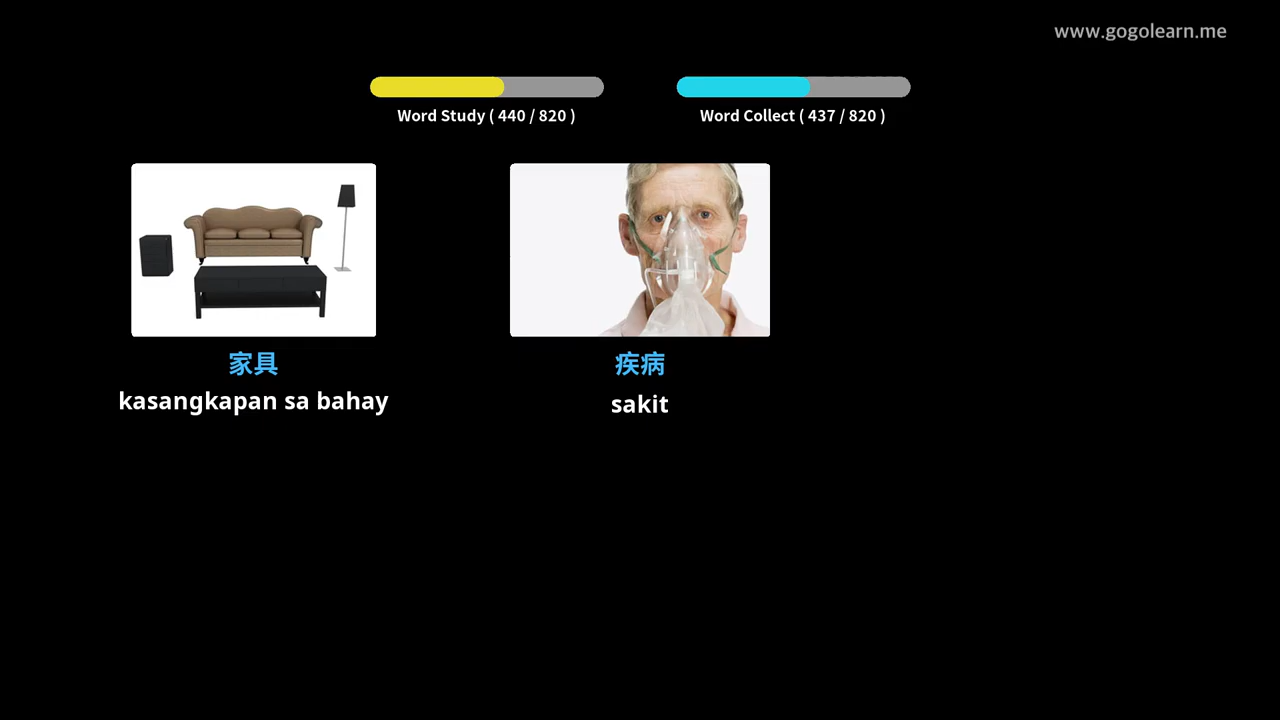 www.gogolearn.me
Word Study ( 440 / 820 )
Word Collect ( 437 / 820 )
家具
kasangkapan sa bahay
疾病
sakit